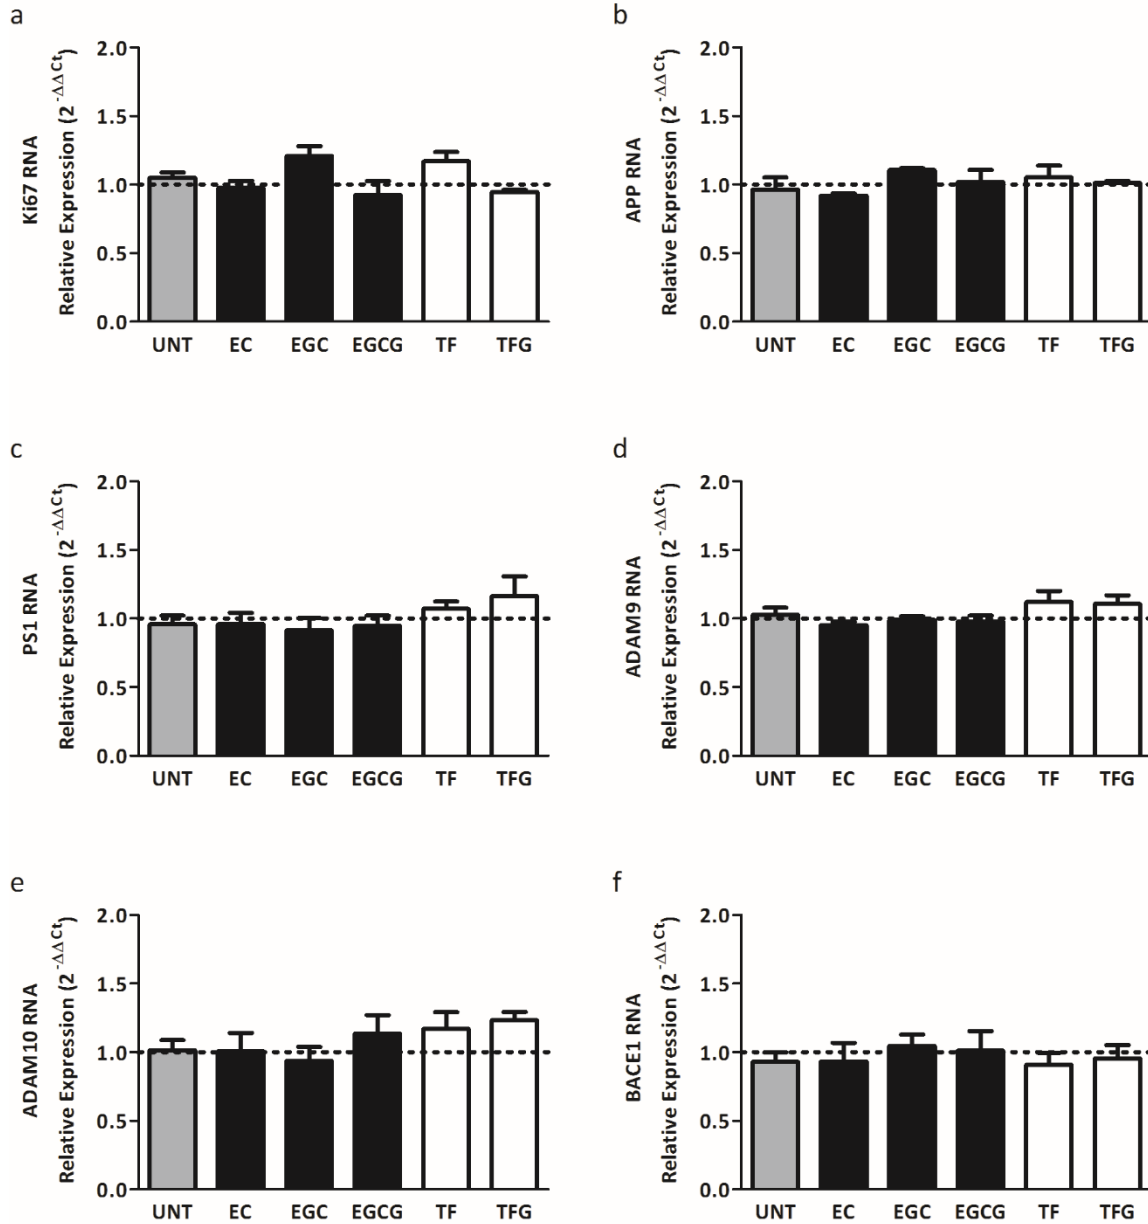 a
Ki67 RNA
Relative Expression (2^-ΔΔCt)
2.0
1.5
1.0
0.5
0.0
UNT EC EGC EGCG TF TFG
b
APP RNA
Relative Expression (2^-ΔΔCt)
2.0
1.5
1.0
0.5
0.0
UNT EC EGC EGCG TF TFG
c
PS1 RNA
Relative Expression (2^-ΔΔCt)
2.0
1.5
1.0
0.5
0.0
UNT EC EGC EGCG TF TFG
d
ADAM9 RNA
Relative Expression (2^-ΔΔCt)
2.0
1.5
1.0
0.5
0.0
UNT EC EGC EGCG TF TFG
e
ADAM10 RNA
Relative Expression (2^-ΔΔCt)
2.0
1.5
1.0
0.5
0.0
UNT EC EGC EGCG TF TFG
f
BACE1 RNA
Relative Expression (2^-ΔΔCt)
2.0
1.5
1.0
0.5
0.0
UNT EC EGC EGCG TF TFG